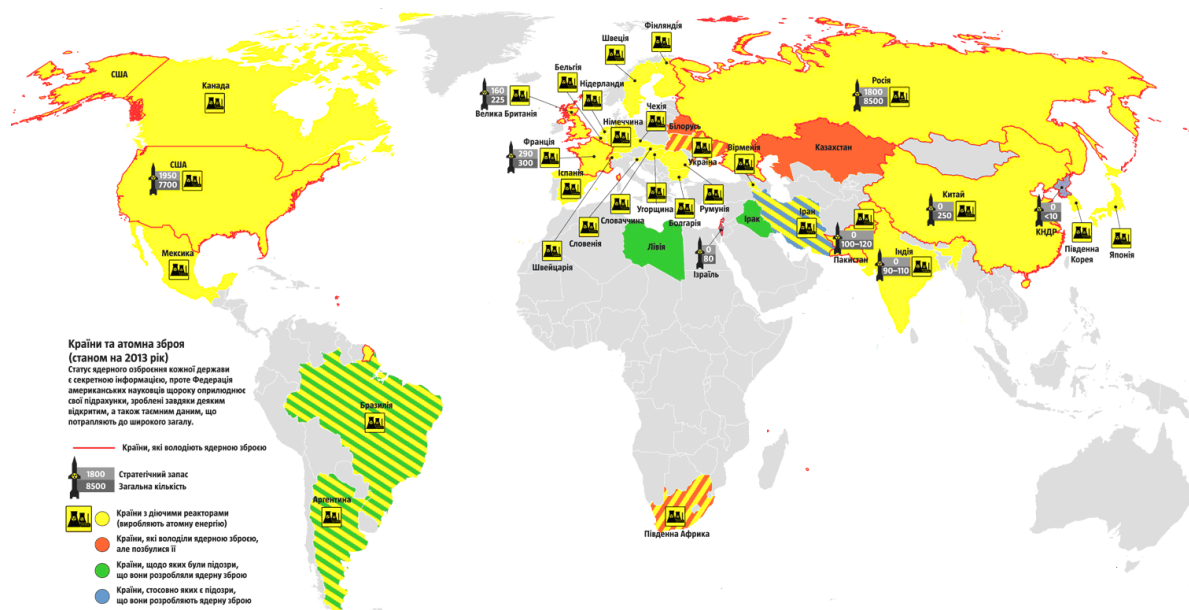 Фінляндія
Швеція
США
Канада
Бельгія
Нідерланди
Росія
1800
8500
160
225
Велика Британія
Чехія
Німеччина
Білорусь
Франція
290
300
Вірменія
Казахстан
Україна
США
1950
7700
Іспанія
Угорщина
Румунія
Словаччина
Болгарія
Словенія
Швейцарія
Китай
0
250
0
<10
КНДР
Іран
Ірак
Лівія
0
80
Ізраїль
0
100–120
Пакистан
Індія
0
90–110
Південна
Корея
Японія
Мексика
Країни та атомна зброя
(станом на 2013 рік)
Статус ядерного озброєння кожної держави
є секретною інформацією, проте Федерація
американських науковців щороку оприлюднює
свої підрахунки, зроблені завдяки деяким
відкритим, а також таємним даним, що
потрапляють до широкого загалу.
Країни, які володіють ядерною зброєю
1800
Стратегічний запас
8500
Загальна кількість
Країни з діючими реакторами
(виробляють атомну енергію)
Країни, які володіли ядерною зброєю,
але позбулися її
Країни, щодо яких були підозри,
що вони розробляли ядерну зброю
Країни, стосовно яких є підозри,
що вони розробляють ядерну зброю
Бразилія
Аргентина
Південна Африка